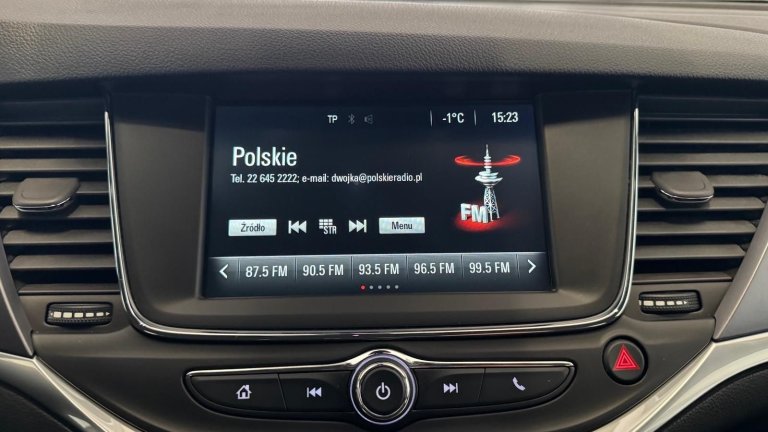 TP -1°C 15:23
Polskie
Tel. 22 645 2222; e-mail: dwojka@polskieradio.pl
FM
Źródło STR Menu
87.5 FM 90.5 FM 93.5 FM 96.5 FM 99.5 FM